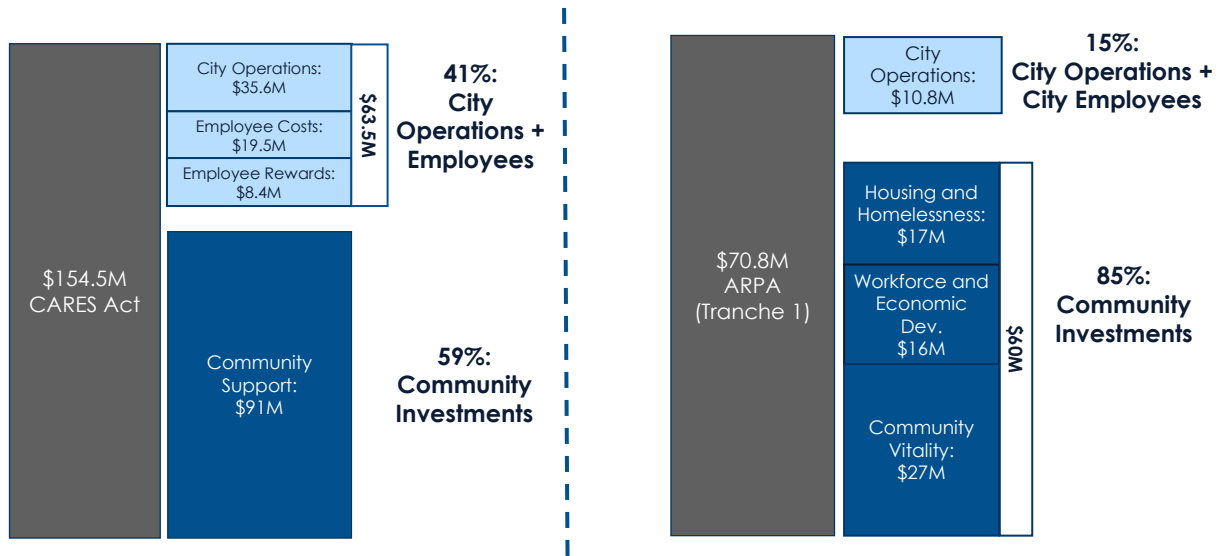 $154.5M
CARES Act
City Operations:
$35.6M
Employee Costs:
$19.5M
Employee Rewards:
$8.4M
$63.5M
41%:
City
Operations +
Employees
Community
Support:
$91M
59%:
Community
Investments
$70.8M
ARPA
(Tranche 1)
City
Operations:
$10.8M
15%:
City Operations +
City Employees
Housing and
Homelessness:
$17M
Workforce and
Economic
Dev.
$16M
Community
Vitality:
$27M
$60M
85%:
Community
Investments